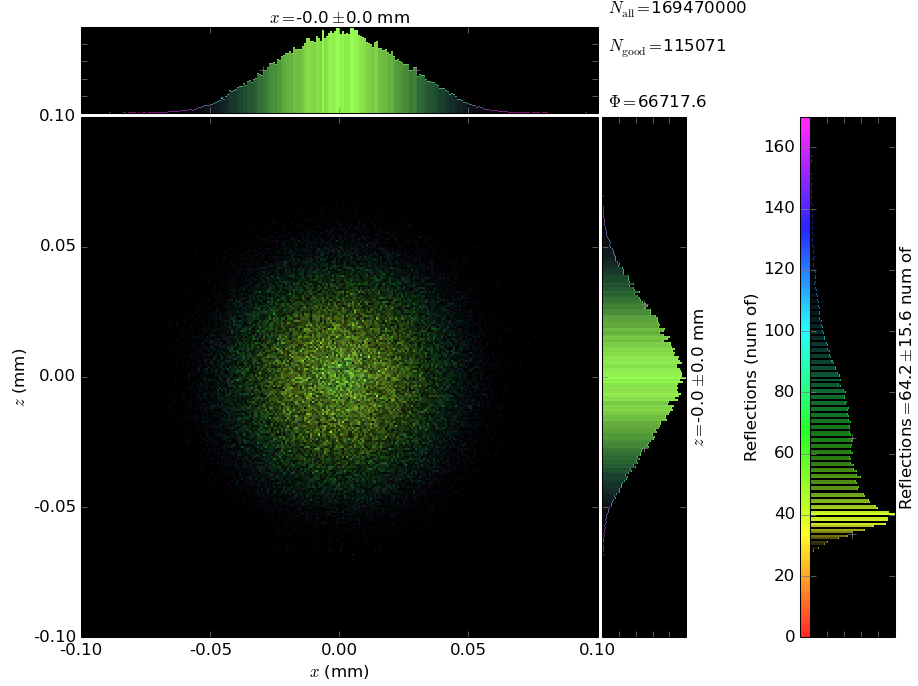 x = -0.0 ± 0.0 mm
N_all = 169470000
N_good = 115071
Φ = 66717.6
0.10
0.05
0.00
-0.05
-0.10
z (mm)
-0.10
-0.05
0.00
0.05
0.10
x (mm)
z = -0.0 ± 0.0 mm
160
140
120
100
80
60
40
20
0
Reflections (num of)
Reflections = 64.2 ± 15.6 num of